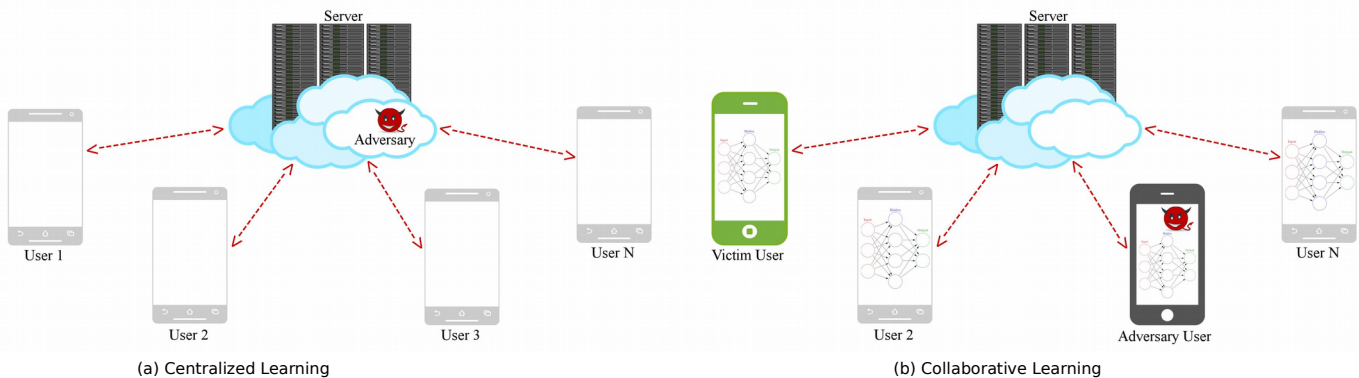 Server
Adversary
User 1
User 2
User 3
User N
(a) Centralized Learning
Server
Victim User
User 2
Adversary User
User N
(b) Collaborative Learning